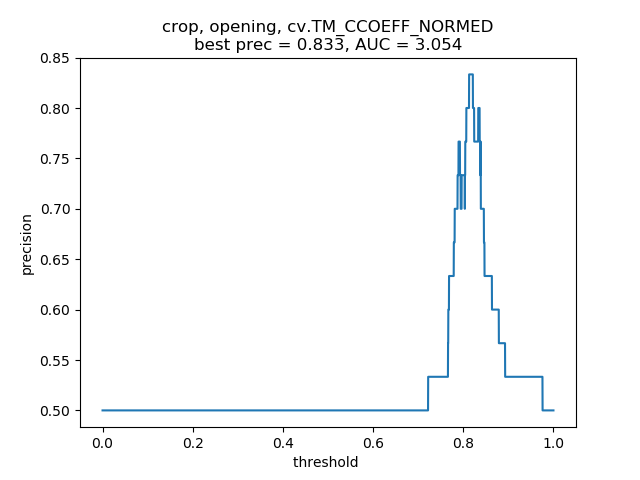 crop, opening, cv.TM_CCOEFF_NORMED
best prec = 0.833, AUC = 3.054
0.85
0.80
0.75
0.70
0.65
0.60
0.55
0.50
precision
0.0 0.2 0.4 0.6 0.8 1.0
threshold